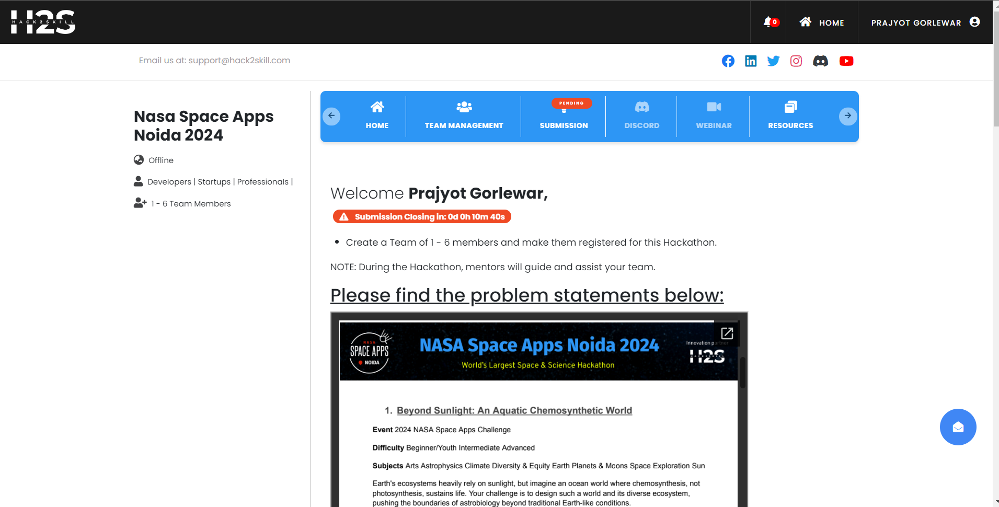 H2S
HACK2SKILL
0
HOME
PRAJYOT GORLEWAR
Email us at: support@hack2skill.com
Nasa Space Apps
Noida 2024
Offline
Developers | Startups | Professionals |
1 - 6 Team Members
HOME
TEAM MANAGEMENT
PENDING
SUBMISSION
DISCORD
WEBINAR
RESOURCES
Welcome Prajyot Gorlewar,
Submission Closing in: 0d 0h 10m 40s
• Create a Team of 1 - 6 members and make them registered for this Hackathon.
NOTE: During the Hackathon, mentors will guide and assist your team.
Please find the problem statements below:
NASA
SPACE APPS
NOIDA
NASA Space Apps Noida 2024
World's Largest Space & Science Hackathon
Innovation partner
H2S
HACK2SKILL
1. Beyond Sunlight: An Aquatic Chemosynthetic World
Event 2024 NASA Space Apps Challenge
Difficulty Beginner/Youth Intermediate Advanced
Subjects Arts Astrophysics Climate Diversity & Equity Earth Planets & Moons Space Exploration Sun
Earth's ecosystems heavily rely on sunlight, but imagine an ocean world where chemosynthesis, not
photosynthesis, sustains life. Your challenge is to design such a world and its diverse ecosystem,
pushing the boundaries of astrobiology beyond traditional Earth-like conditions.